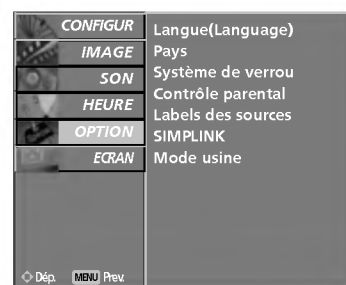 CONFIGUR
IMAGE
SON
HEURE
OPTION
ECRAN
Langue(Language)
Pays
Système de verrou
Contrôle parental
Labels des sources
SIMPLINK
Mode usine
Dép. MENU Prev.